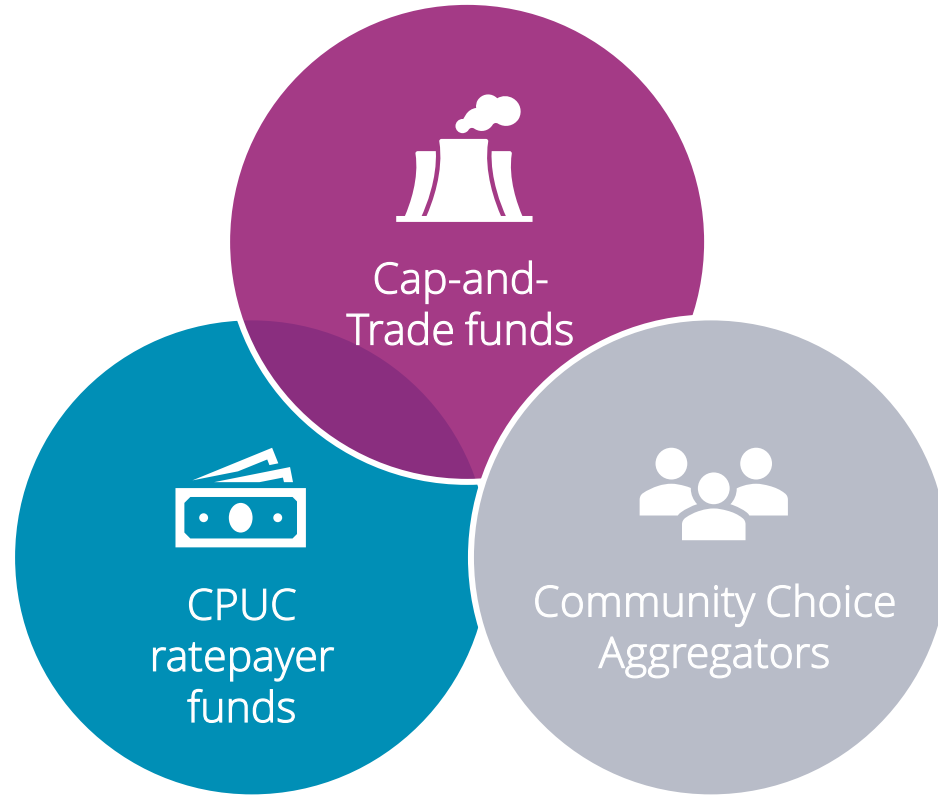 Cap-and-
Trade funds
CPUC
ratepayer
funds
Community Choice
Aggregators